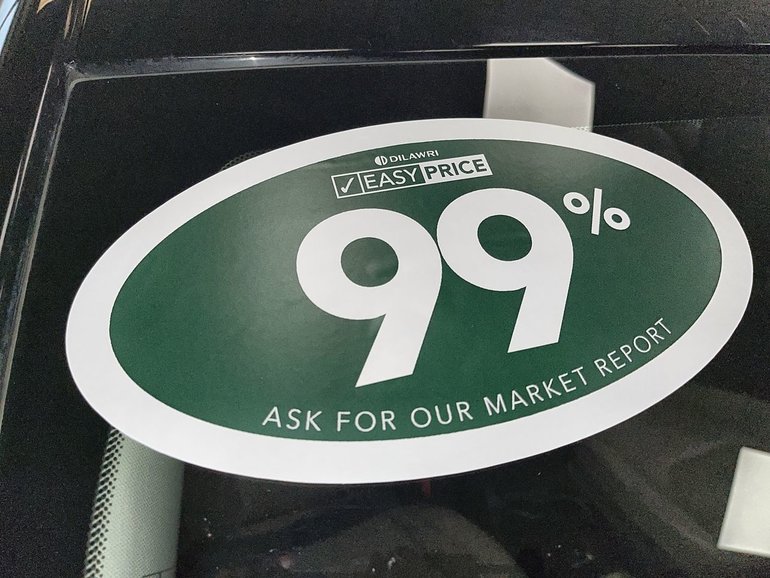 DILAWRI
✓ EASY PRICE
99%
ASK FOR OUR MARKET REPORT